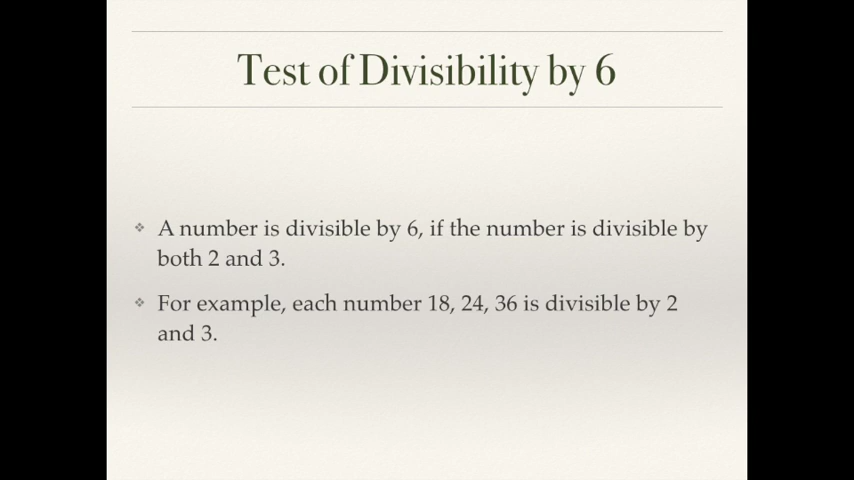 Test of Divisibility by 6
❖ A number is divisible by 6, if the number is divisible by
both 2 and 3.
❖ For example, each number 18, 24, 36 is divisible by 2
and 3.